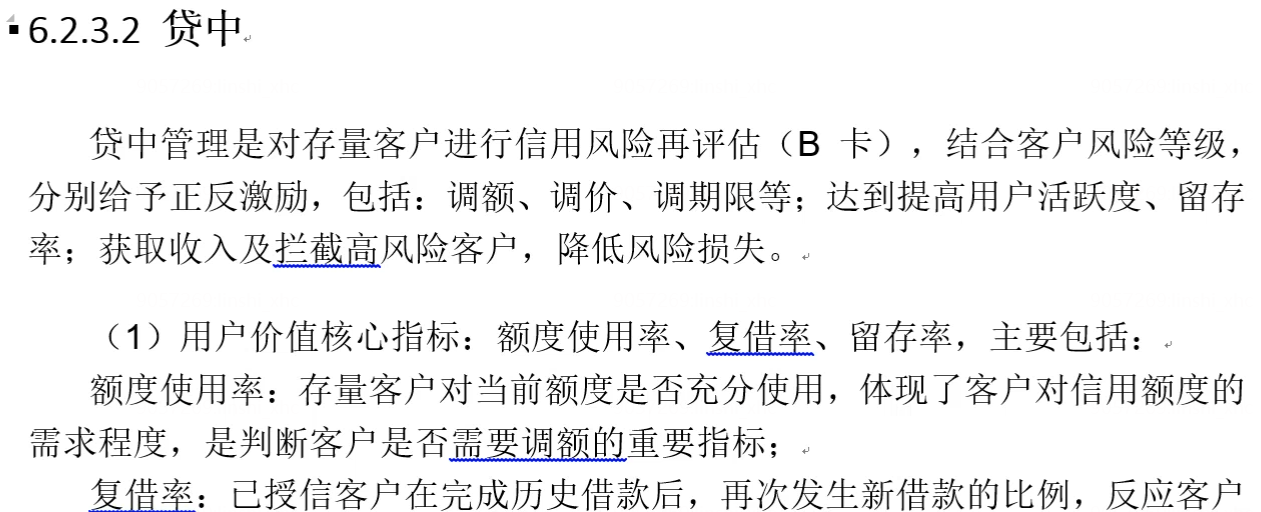 6.2.3.2 贷中
贷中管理是对存量客户进行信用风险再评估（B 卡），结合客户风险等级，
分别给予正反激励，包括：调额、调价、调期限等；达到提高用户活跃度、留存
率；获取收入及拦截高风险客户，降低风险损失。
（1）用户价值核心指标：额度使用率、复借率、留存率，主要包括：
额度使用率：存量客户对当前额度是否充分使用，体现了客户对信用额度的
需求程度，是判断客户是否需要调额的重要指标；
复借率：已授信客户在完成历史借款后，再次发生新借款的比例，反应客户